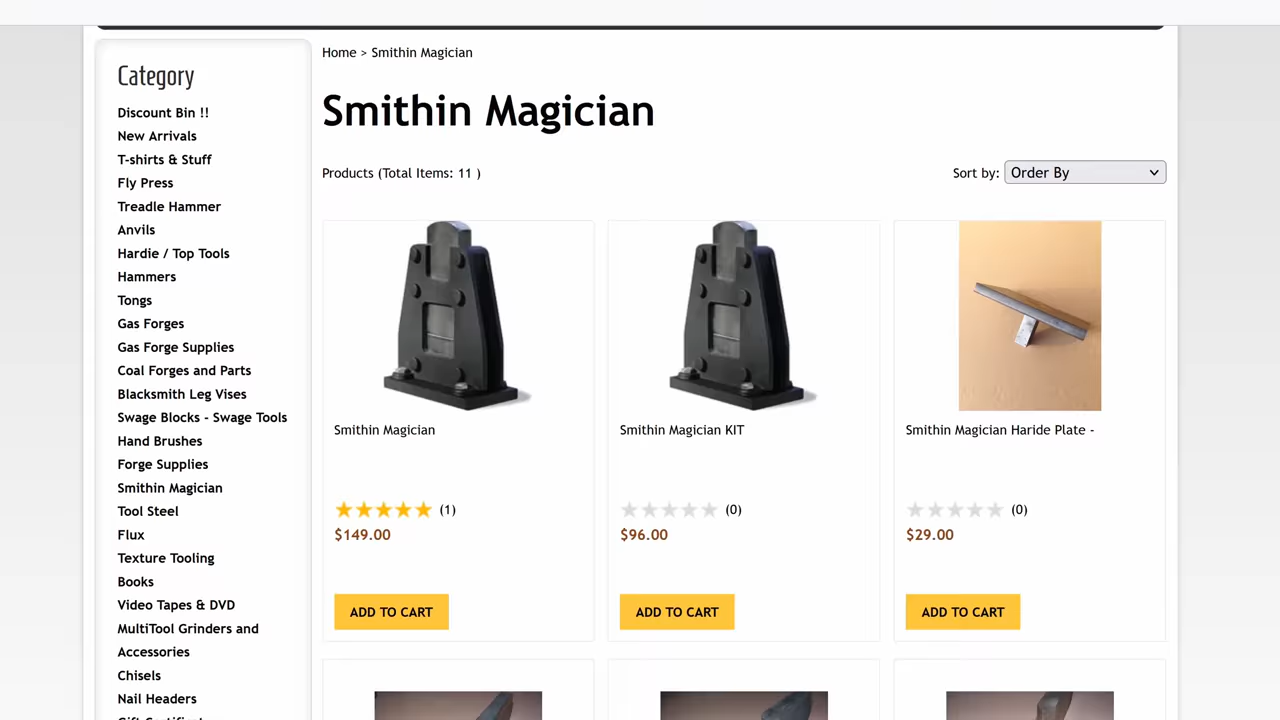 Home > Smithin Magician
Category
Discount Bin !!
New Arrivals
T-shirts & Stuff
Fly Press
Treadle Hammer
Anvils
Hardie / Top Tools
Hammers
Tongs
Gas Forges
Gas Forge Supplies
Coal Forges and Parts
Blacksmith Leg Vises
Swage Blocks - Swage Tools
Hand Brushes
Forge Supplies
Smithin Magician
Tool Steel
Flux
Texture Tooling
Books
Video Tapes & DVD
MultiTool Grinders and
Accessories
Chisels
Nail Headers
Smithin Magician
Products (Total Items: 11 )
Sort by: Order By
Smithin Magician
(1)
$149.00
ADD TO CART
Smithin Magician KIT
(0)
$96.00
ADD TO CART
Smithin Magician Haride Plate -
(0)
$29.00
ADD TO CART